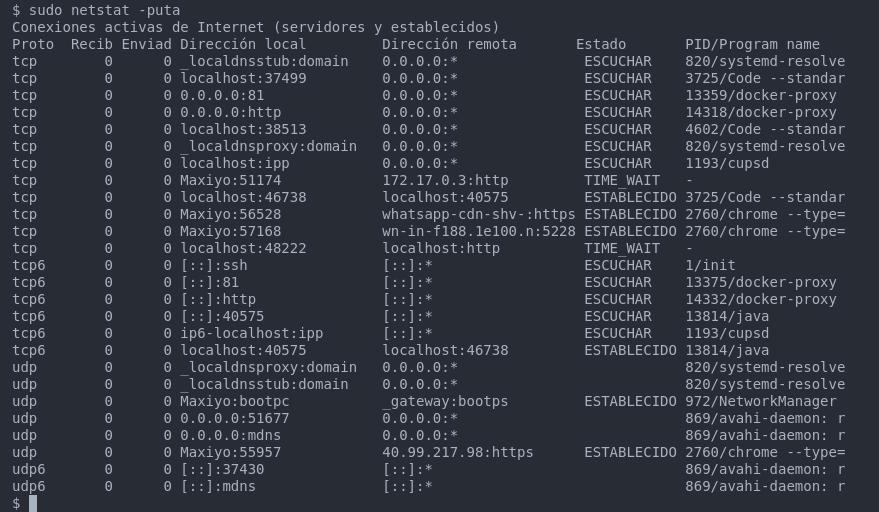 $ sudo netstat -puta
Conexiones activas de Internet (servidores y establecidos)
Proto  Recib Enviad Dirección local         Dirección remota       Estado       PID/Program name
tcp        0      0 _localdnsstub:domain    0.0.0.0:*               ESCUCHAR    820/systemd-resolve
tcp        0      0 localhost:37499         0.0.0.0:*               ESCUCHAR    3725/Code --standar
tcp        0      0 0.0.0.0:81              0.0.0.0:*               ESCUCHAR    13359/docker-proxy
tcp        0      0 0.0.0.0:http            0.0.0.0:*               ESCUCHAR    14318/docker-proxy
tcp        0      0 localhost:38513         0.0.0.0:*               ESCUCHAR    4602/Code --standar
tcp        0      0 _localdnsproxy:domain   0.0.0.0:*               ESCUCHAR    820/systemd-resolve
tcp        0      0 localhost:ipp           0.0.0.0:*               ESCUCHAR    1193/cupsd
tcp        0      0 Maxiyo:51174            172.17.0.3:http         TIME_WAIT   -
tcp        0      0 localhost:46738         localhost:40575         ESTABLECIDO 3725/Code --standar
tcp        0      0 Maxiyo:56528            whatsapp-cdn-shv-:https ESTABLECIDO 2760/chrome --type=
tcp        0      0 Maxiyo:57168            wn-in-f188.1e100.n:5228 ESTABLECIDO 2760/chrome --type=
tcp        0      0 localhost:48222         localhost:http          TIME_WAIT   -
tcp6       0      0 [::]:ssh                [::]:*                  ESCUCHAR    1/init
tcp6       0      0 [::]:81                 [::]:*                  ESCUCHAR    13375/docker-proxy
tcp6       0      0 [::]:http               [::]:*                  ESCUCHAR    14332/docker-proxy
tcp6       0      0 [::]:40575              [::]:*                  ESCUCHAR    13814/java
tcp6       0      0 ip6-localhost:ipp       [::]:*                  ESCUCHAR    1193/cupsd
tcp6       0      0 localhost:40575         localhost:46738         ESTABLECIDO 13814/java
udp        0      0 _localdnsproxy:domain   0.0.0.0:*                           820/systemd-resolve
udp        0      0 _localdnsstub:domain    0.0.0.0:*                           820/systemd-resolve
udp        0      0 Maxiyo:bootpc           _gateway:bootps         ESTABLECIDO 972/NetworkManager
udp        0      0 0.0.0.0:51677           0.0.0.0:*                           869/avahi-daemon: r
udp        0      0 0.0.0.0:mdns            0.0.0.0:*                           869/avahi-daemon: r
udp        0      0 Maxiyo:55957            40.99.217.98:https      ESTABLECIDO 2760/chrome --type=
udp6       0      0 [::]:37430              [::]:*                              869/avahi-daemon: r
udp6       0      0 [::]:mdns               [::]:*                              869/avahi-daemon: r
$